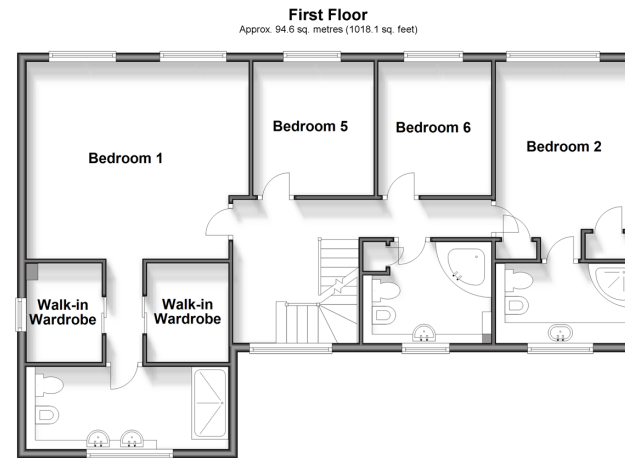 First Floor
Approx. 94.6 sq. metres (1018.1 sq. feet)
Bedroom 1
Bedroom 5
Bedroom 6
Bedroom 2
Walk-in
Wardrobe
Walk-in
Wardrobe